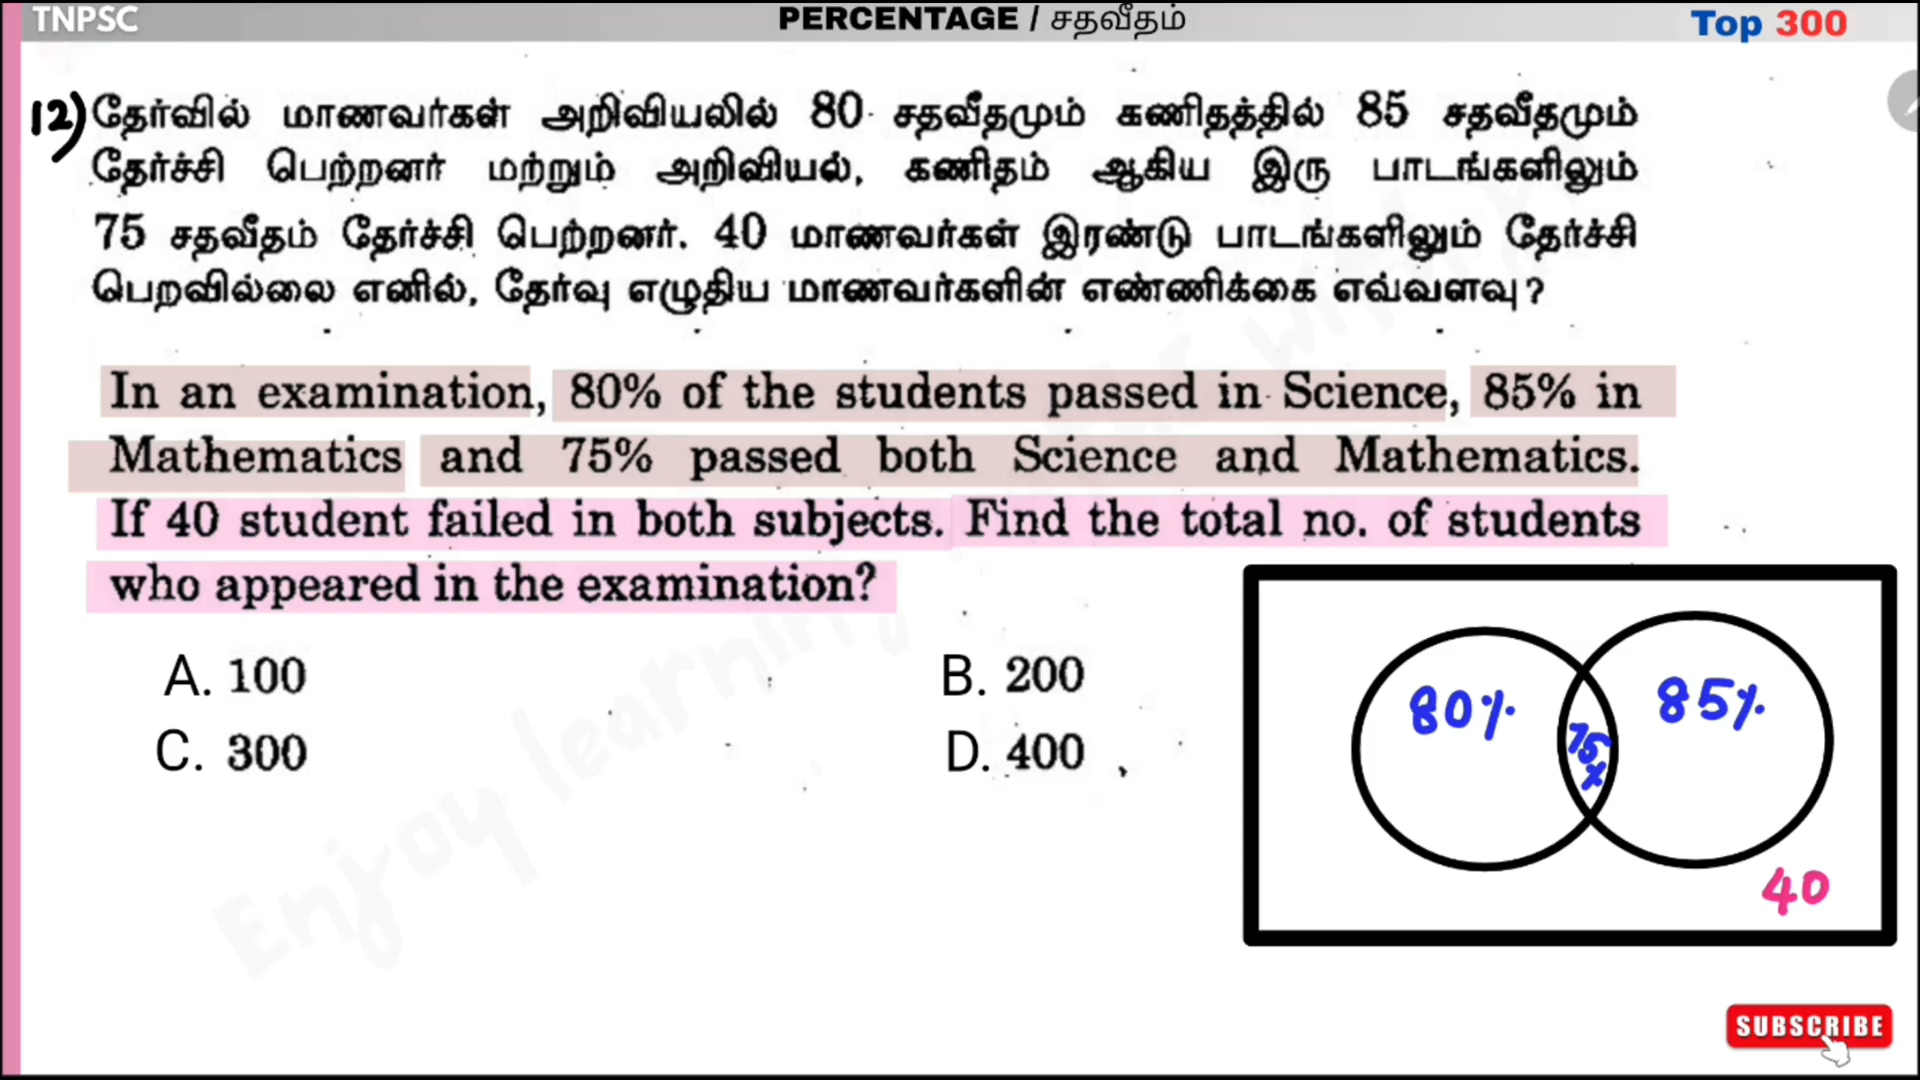 TNPSC
PERCENTAGE / சதவீதம்
Top 300
12) தேர்வில் மாணவர்கள் அறிவியலில் 80 சதவீதமும் கணிதத்தில் 85 சதவீதமும்
தேர்ச்சி பெற்றனர் மற்றும் அறிவியல், கணிதம் ஆகிய இரு பாடங்களிலும்
75 சதவீதம் தேர்ச்சி பெற்றனர். 40 மாணவர்கள் இரண்டு பாடங்களிலும் தேர்ச்சி
பெறவில்லை எனில், தேர்வு எழுதிய மாணவர்களின் எண்ணிக்கை எவ்வளவு?
In an examination, 80% of the students passed in Science, 85% in
Mathematics and 75% passed both Science and Mathematics.
If 40 student failed in both subjects. Find the total no. of students
who appeared in the examination?
A. 100
B. 200
C. 300
D. 400
80%
85%
75%
40
Enjoy learning
SUBSCRIBE